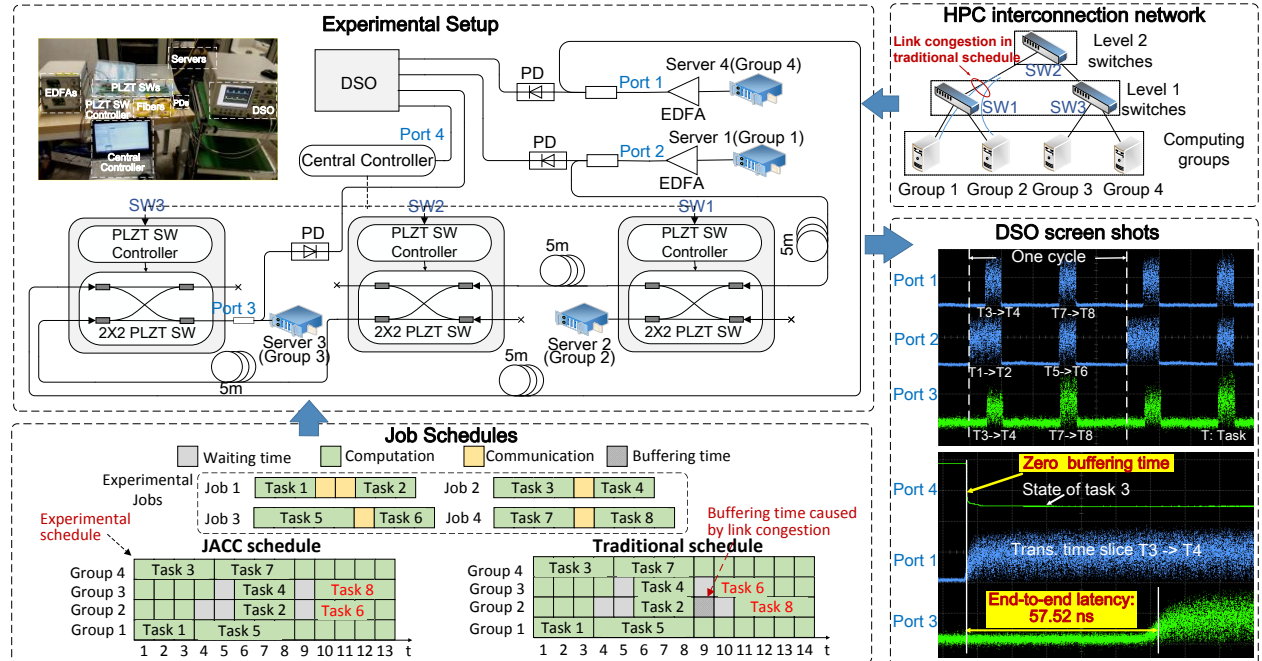 Experimental Setup
Servers
EDFAs
PLZT SWs
PLZT SW
Controller
Fibers
PDs
DSO
Central
Controller
DSO
PD
Port 1
Server 4(Group 4)
EDFA
Port 4
Central Controller
PD
Port 2
Server 1(Group 1)
EDFA
SW3
SW2
SW1
PLZT SW
Controller
PD
PLZT SW
Controller
5m
PLZT SW
Controller
5m
2X2 PLZT SW
Port 3
Server 3
(Group 3)
2X2 PLZT SW
Server 2
(Group 2)
2X2 PLZT SW
5m
5m
HPC interconnection network
Link congestion in
traditional schedule
SW2
Level 2
switches
SW1
SW3
Level 1
switches
Computing
groups
Group 1 Group 2 Group 3 Group 4
DSO screen shots
One cycle
Port 1
T3->T4 T7->T8
Port 2
T1->T2 T5->T6
Port 3
T3->T4 T7->T8 T: Task
Zero buffering time
Port 4
State of task 3
Port 1
Trans. time slice T3 -> T4
End-to-end latency:
57.52 ns
Port 3
Job Schedules
Waiting time Computation Communication Buffering time
Experimental
Jobs
Job 1 Task 1 Task 2 Job 2 Task 3 Task 4
Job 3 Task 5 Task 6 Job 4 Task 7 Task 8
Experimental
schedule
Buffering time caused
by link congestion
JACC schedule
Group 4 Task 3 Task 7
Group 3 Task 4 Task 8
Group 2 Task 2 Task 6
Group 1 Task 1 Task 5
1 2 3 4 5 6 7 8 9 10 11 12 13 t
Traditional schedule
Group 4 Task 3 Task 7
Group 3 Task 4 Task 6
Group 2 Task 2 Task 8
Group 1 Task 1 Task 5
1 2 3 4 5 6 7 8 9 10 11 12 13 14 t